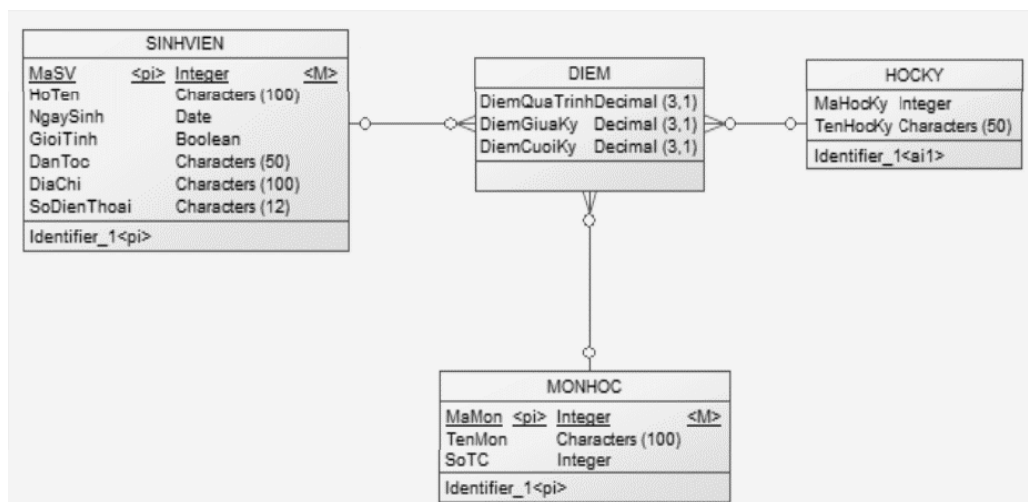 SINHVIEN
MaSV <pi> Integer <M>
HoTen Characters (100)
NgaySinh Date
GioiTinh Boolean
DanToc Characters (50)
DiaChi Characters (100)
SoDienThoai Characters (12)
Identifier_1<pi>
DIEM
DiemQuaTrinhDecimal (3,1)
DiemGiuaKy Decimal (3,1)
DiemCuoiKy Decimal (3,1)
HOCKY
MaHocKy Integer
TenHocKy Characters (50)
Identifier_1<ai1>
MONHOC
MaMon <pi> Integer <M>
TenMon Characters (100)
SoTC Integer
Identifier_1<pi>